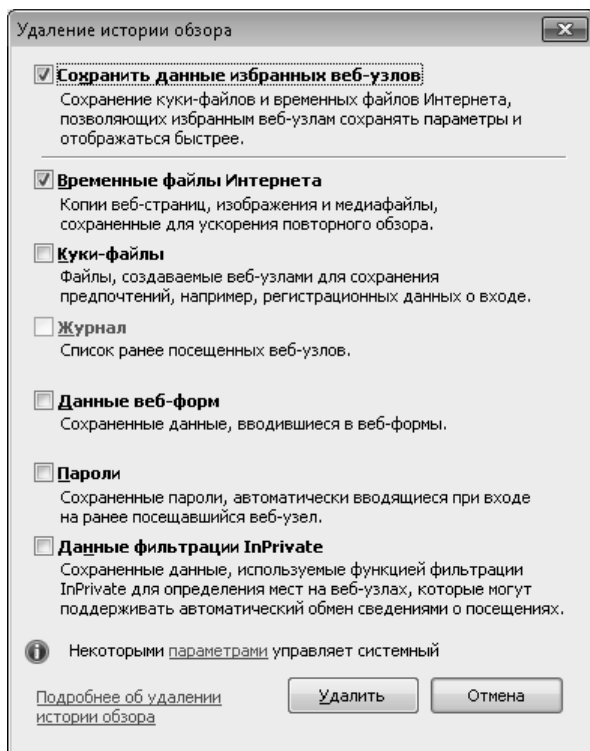 Удаление истории обзора
Сохранить данные избранных веб-узлов
Сохранение куки-файлов и временных файлов Интернета,
позволяющих избранным веб-узлам сохранять параметры и
отображаться быстрее.
Временные файлы Интернета
Копии веб-страниц, изображения и медиафайлы,
сохраненные для ускорения повторного обзора.
Куки-файлы
Файлы, создаваемые веб-узлами для сохранения
предпочтений, например, регистрационных данных о входе.
Журнал
Список ранее посещенных веб-узлов.
Данные веб-форм
Сохраненные данные, вводившиеся в веб-формы.
Пароли
Сохраненные пароли, автоматически вводящиеся при входе
на ранее посещавшийся веб-узел.
Данные фильтрации InPrivate
Сохраненные данные, используемые функцией фильтрации
InPrivate для определения мест на веб-узлах, которые могут
поддерживать автоматический обмен сведениями о посещениях.
Некоторыми параметрами управляет системный
Подробнее об удалении
истории обзора
Удалить
Отмена